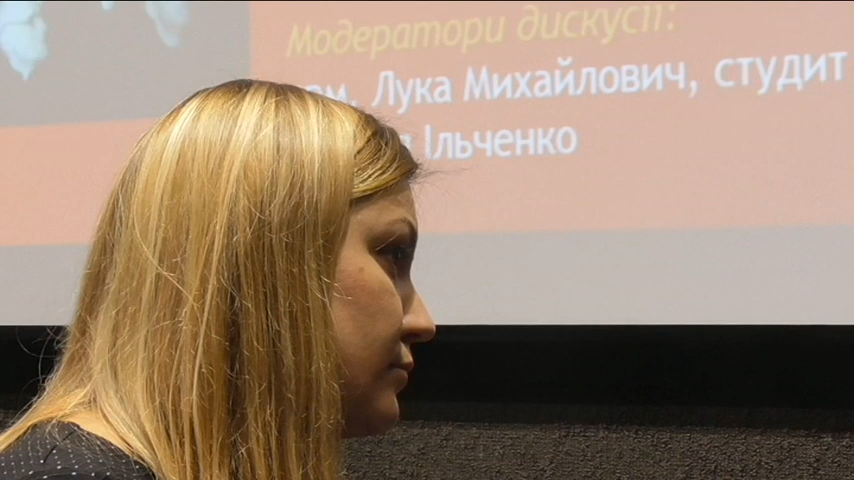 Модератори дискусії:
Лука Михайлович, студит
Ільченко